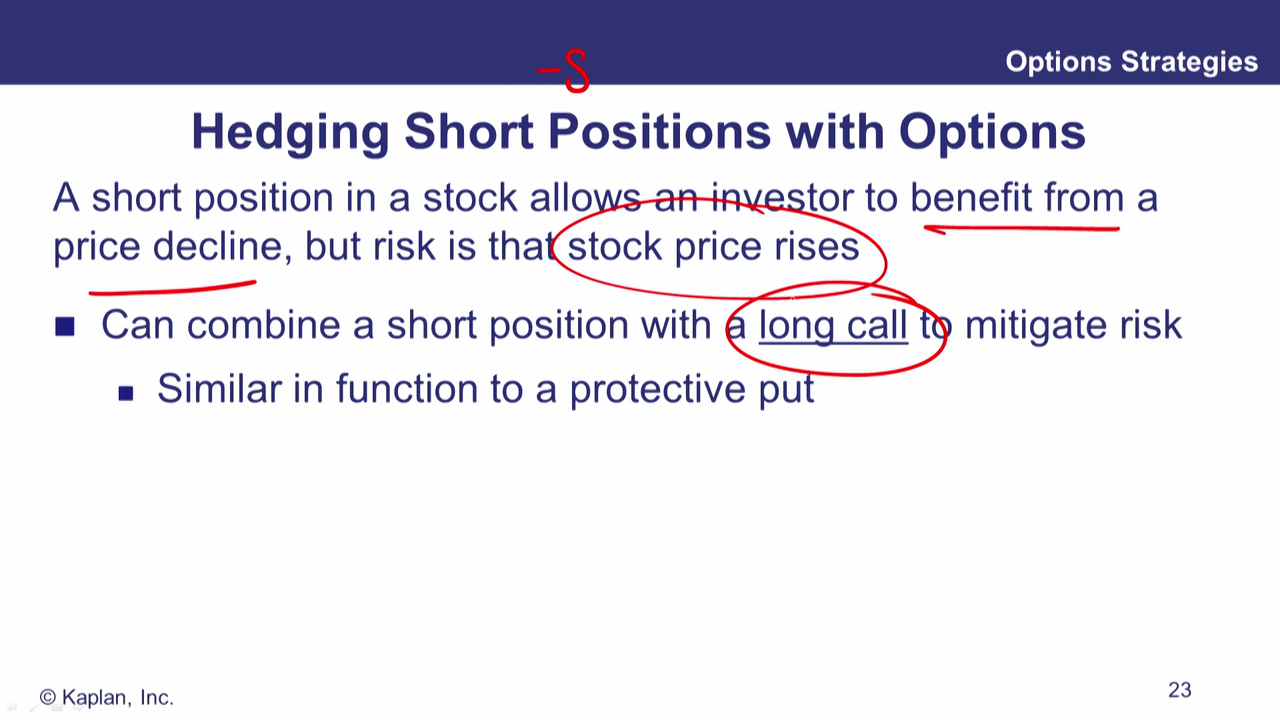 Options Strategies
-S
Hedging Short Positions with Options
A short position in a stock allows an investor to benefit from a
price decline, but risk is that stock price rises
■ Can combine a short position with a long call to mitigate risk
■ Similar in function to a protective put
© Kaplan, Inc.
23